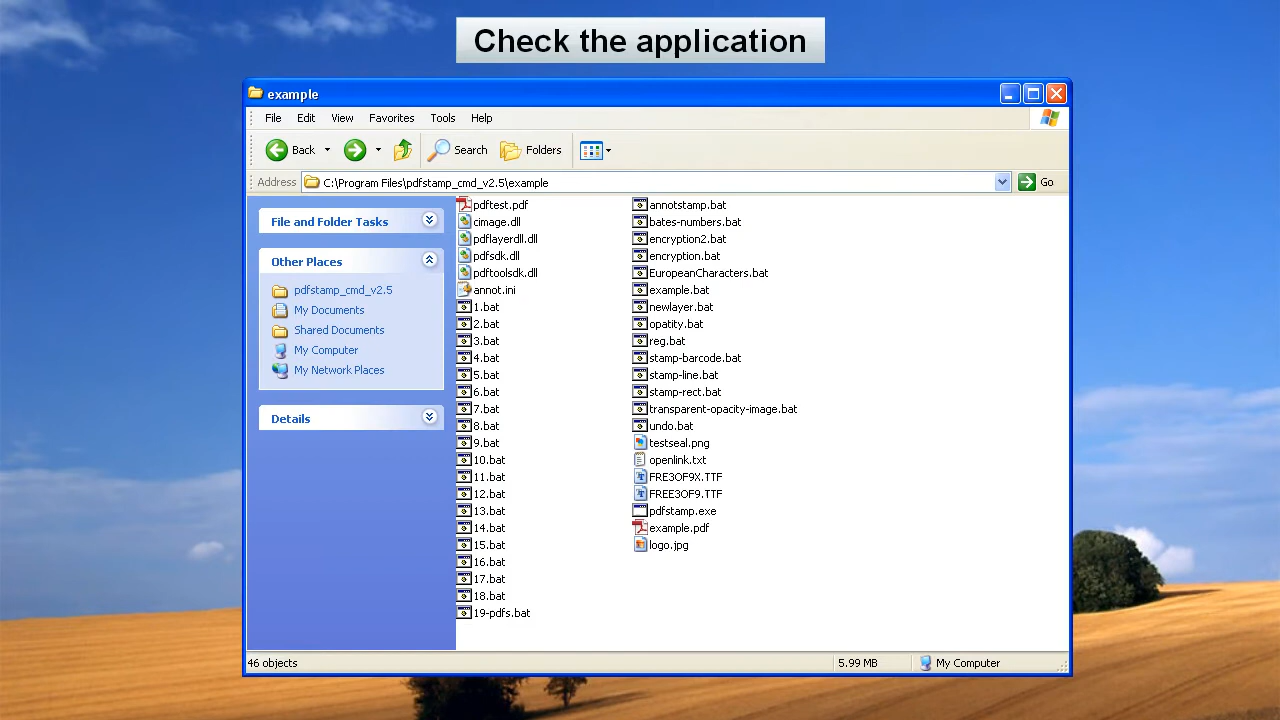 Check the application
example
File Edit View Favorites Tools Help
Back Search Folders
Address C:\Program Files\pdfstamp_cmd_v2.5\example Go
File and Folder Tasks
Other Places
pdfstamp_cmd_v2.5
My Documents
Shared Documents
My Computer
My Network Places
Details
pdftest.pdf
cimage.dll
pdflayerdll.dll
pdfsdk.dll
pdftoolsdk.dll
annot.ini
1.bat
2.bat
3.bat
4.bat
5.bat
6.bat
7.bat
8.bat
9.bat
10.bat
11.bat
12.bat
13.bat
14.bat
15.bat
16.bat
17.bat
18.bat
19-pdfs.bat
annotstamp.bat
bates-numbers.bat
encryption2.bat
encryption.bat
EuropeanCharacters.bat
example.bat
newlayer.bat
opatity.bat
reg.bat
stamp-barcode.bat
stamp-line.bat
stamp-rect.bat
transparent-opacity-image.bat
undo.bat
testseal.png
openlink.txt
FRE3OF9X.TTF
FREE3OF9.TTF
pdfstamp.exe
example.pdf
logo.jpg
46 objects 5.99 MB My Computer